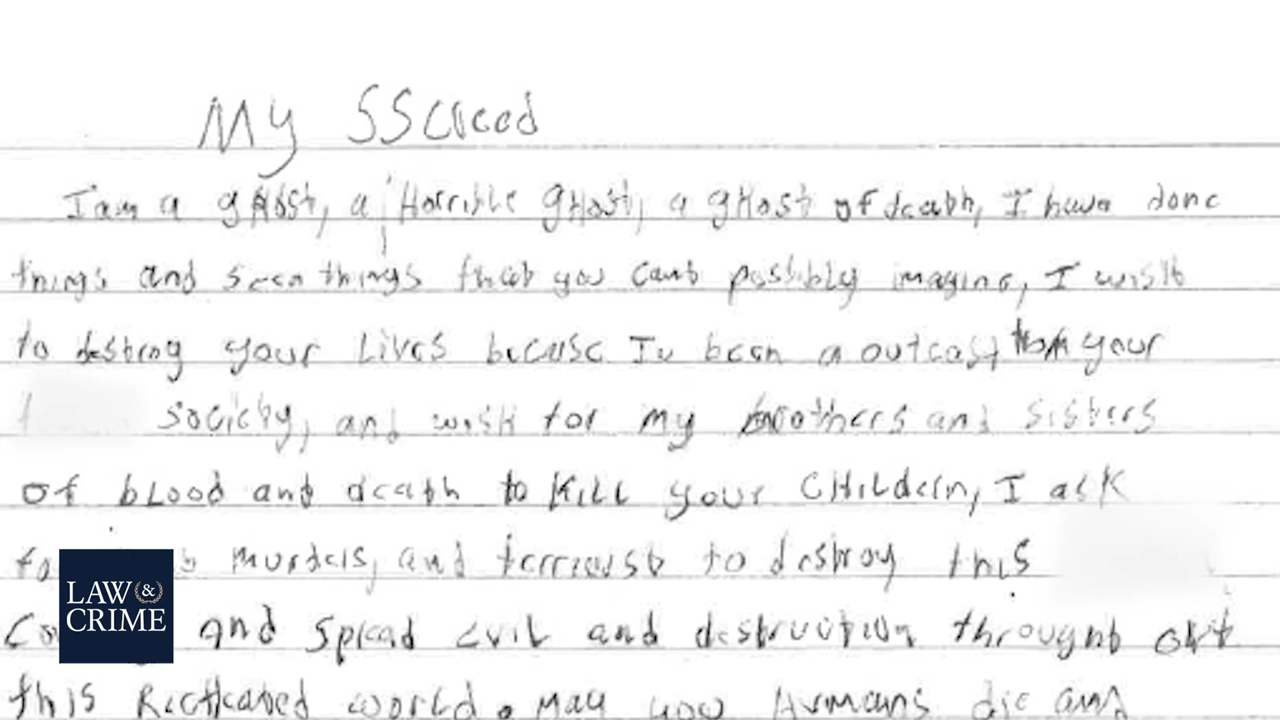 My SSCreed
I am a gHost, a Horrible gHost, a gHost of death, I have done
things and seen things that you cant possibly imagine, I wish
to destroy your Lives becuse Iv been a outcast from your
society, and wish for my brothers and sisters
of blood and death to KiLL your CHildern, I ask
murders, and terrorist to destroy this
and spread eviL and destruction throught out
this world. may you Humans die and
LAW &
CRIME